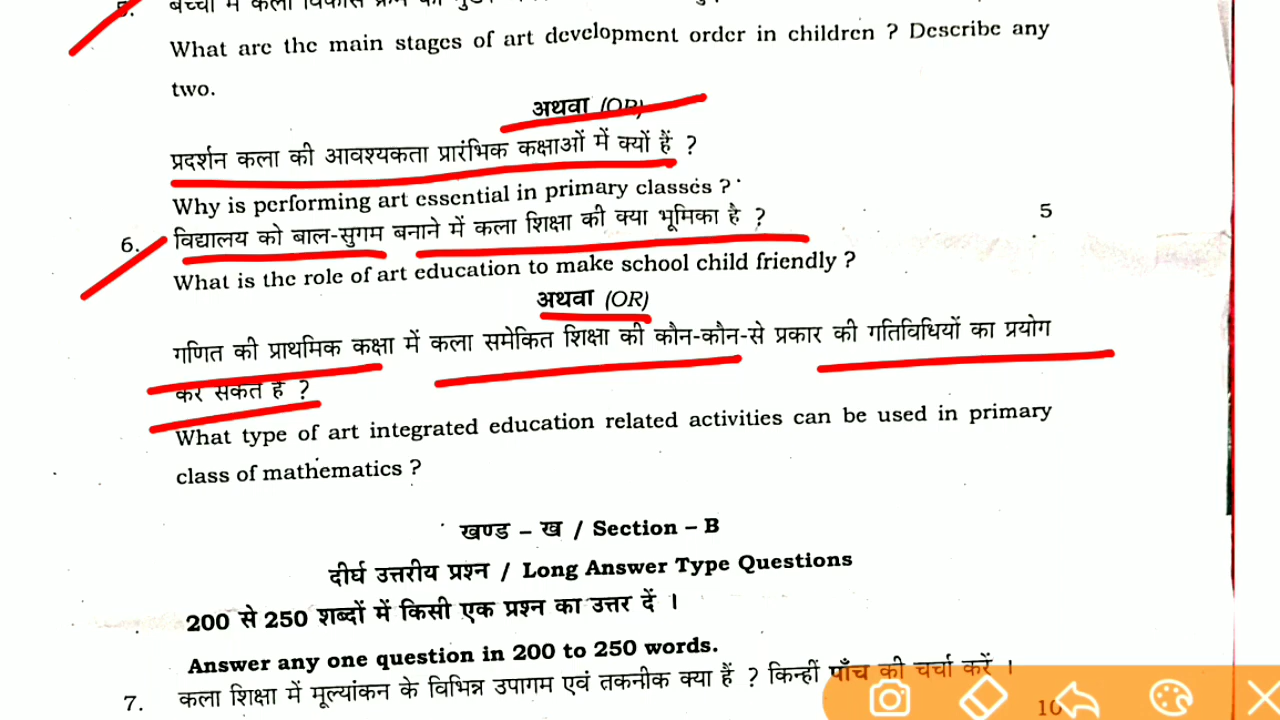 5. बच्चों में कला विकास क्रम
What are the main stages of art development order in children ? Describe any
two.
अथवा (OR)
प्रदर्शन कला की आवश्यकता प्रारंभिक कक्षाओं में क्यों हैं ?
Why is performing art essential in primary classes ?
6. विद्यालय को बाल-सुगम बनाने में कला शिक्षा की क्या भूमिका है ? 5
What is the role of art education to make school child friendly ?
अथवा (OR)
गणित की प्राथमिक कक्षा में कला समेकित शिक्षा की कौन-कौन-से प्रकार की गतिविधियों का प्रयोग
कर सकते हैं ?
What type of art integrated education related activities can be used in primary
class of mathematics ?
खण्ड – ख / Section – B
दीर्घ उत्तरीय प्रश्न / Long Answer Type Questions
200 से 250 शब्दों में किसी एक प्रश्न का उत्तर दें ।
Answer any one question in 200 to 250 words.
7. कला शिक्षा में मूल्यांकन के विभिन्न उपागम एवं तकनीक क्या हैं ? किन्हीं पाँच की चर्चा करें । 10